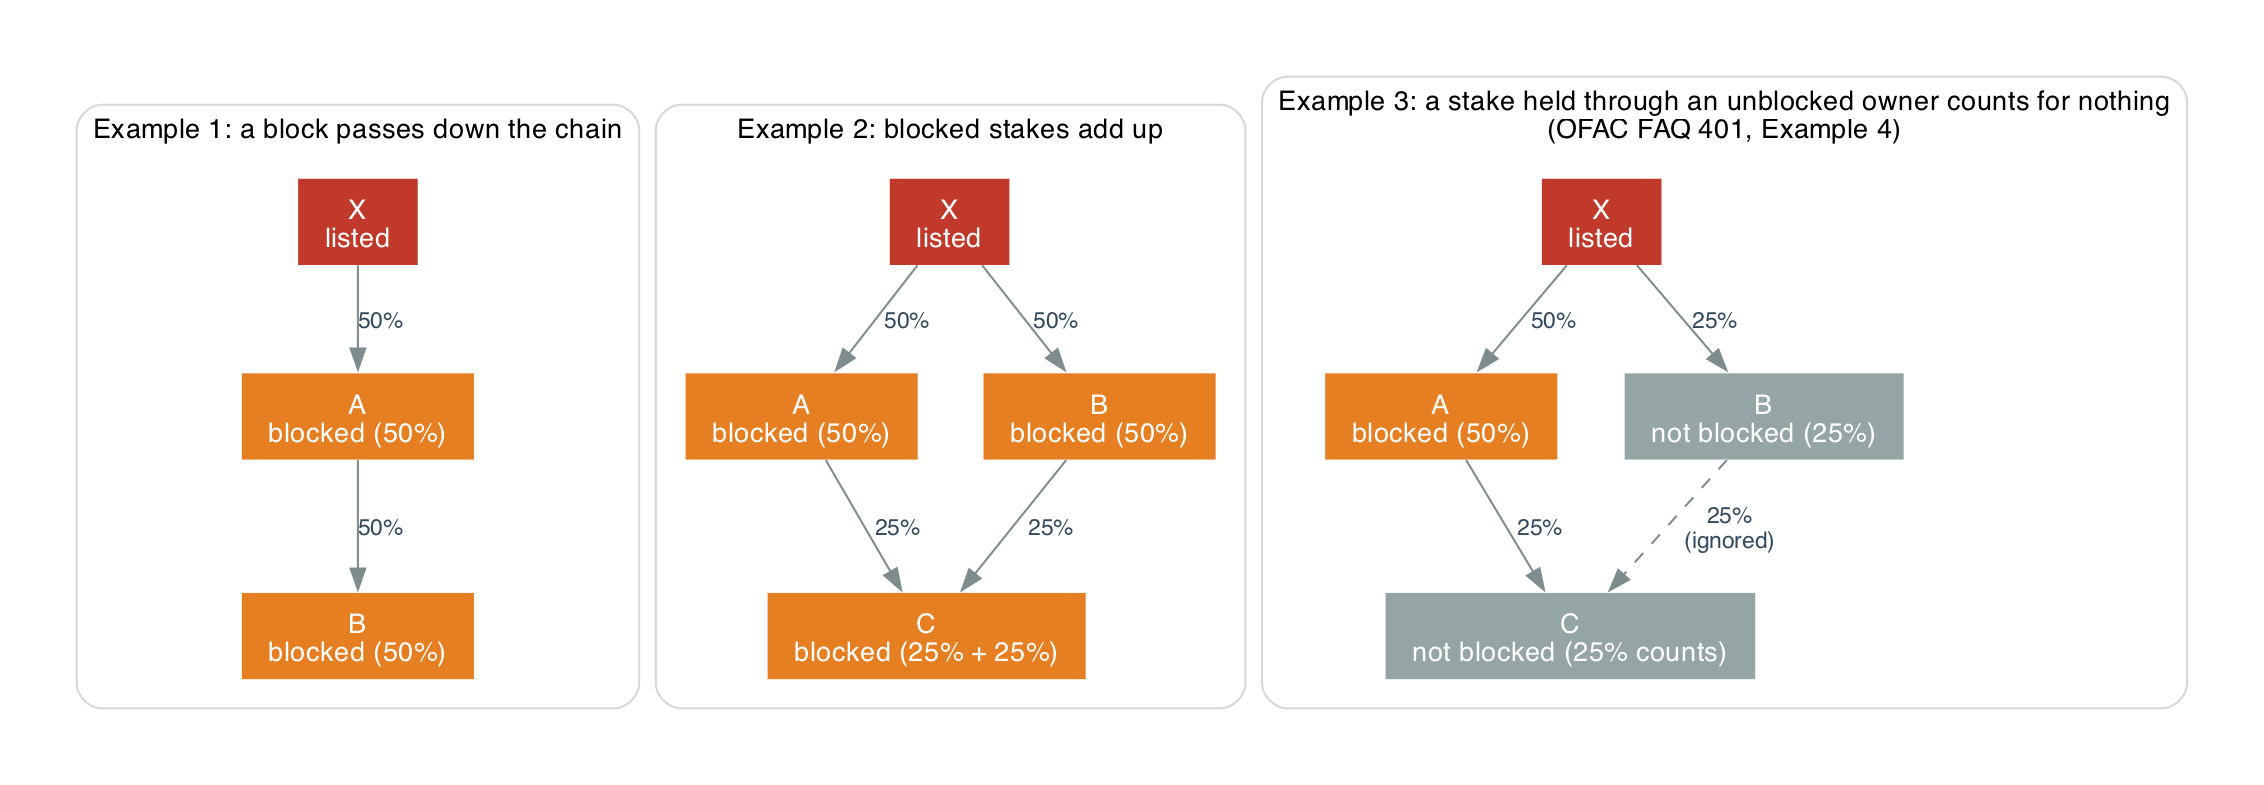 Example 1: a block passes down the chain
X
listed
50%
A
blocked (50%)
50%
B
blocked (50%)
Example 2: blocked stakes add up
X
listed
50%
50%
A
blocked (50%)
B
blocked (50%)
25%
25%
C
blocked (25% + 25%)
Example 3: a stake held through an unblocked owner counts for nothing
(OFAC FAQ 401, Example 4)
X
listed
50%
25%
A
blocked (50%)
B
not blocked (25%)
25%
25%
(ignored)
C
not blocked (25% counts)